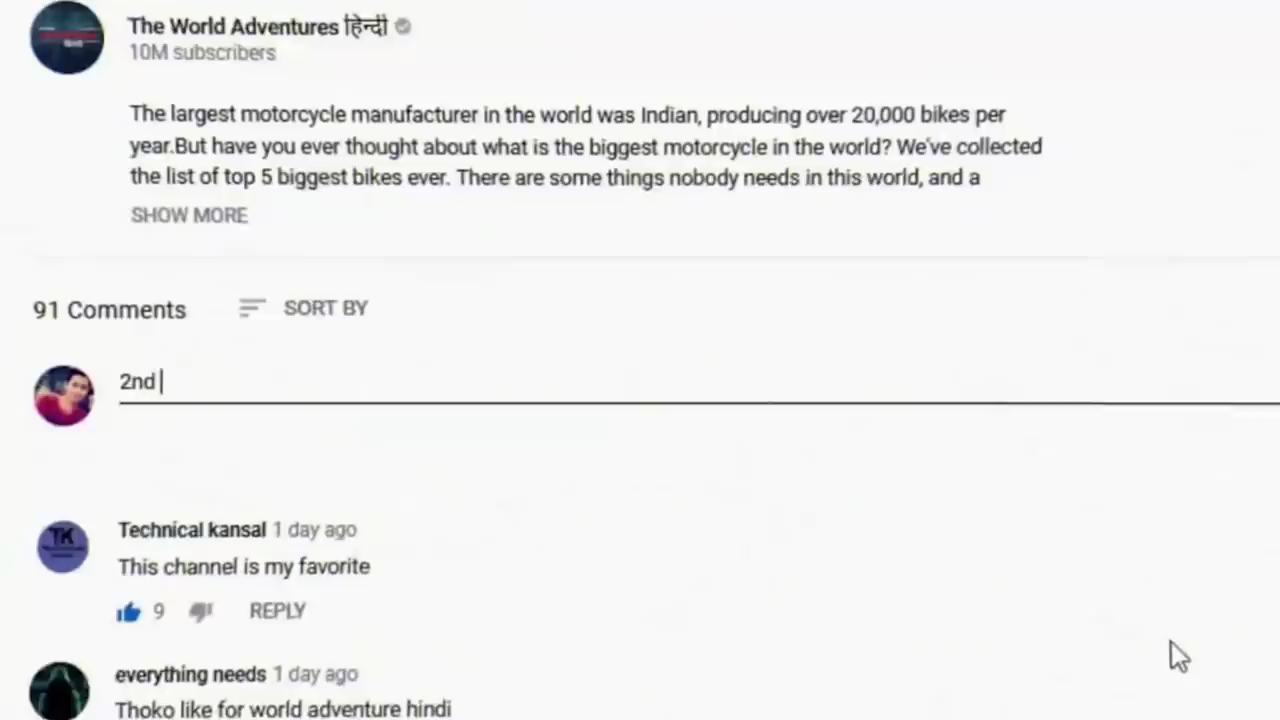 The World Adventures हिन्दी
10M subscribers
The largest motorcycle manufacturer in the world was Indian, producing over 20,000 bikes per
year.But have you ever thought about what is the biggest motorcycle in the world? We've collected
the list of top 5 biggest bikes ever. There are some things nobody needs in this world, and a
SHOW MORE
91 Comments SORT BY
2nd
TK
Technical kansal 1 day ago
This channel is my favorite
9 REPLY
everything needs 1 day ago
Thoko like for world adventure hindi